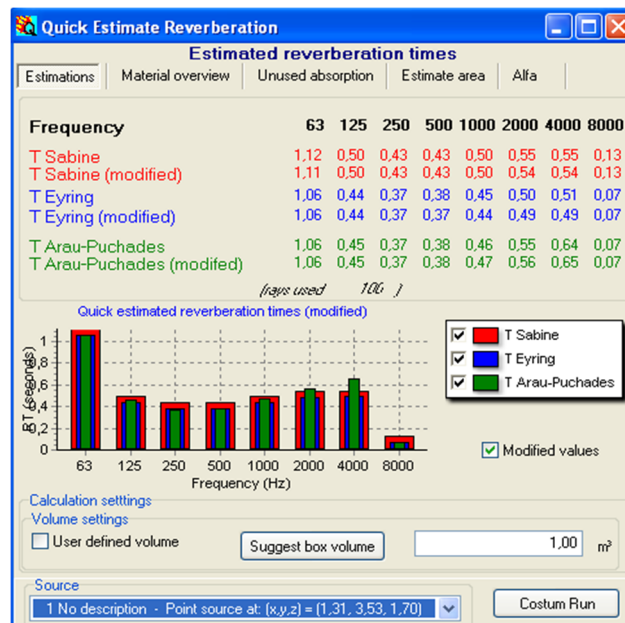 Quick Estimate Reverberation
Estimated reverberation times
Estimations Material overview Unused absorption Estimate area Alfa
Frequency 63 125 250 500 1000 2000 4000 8000
T Sabine 1,12 0,50 0,43 0,43 0,50 0,55 0,55 0,13
T Sabine (modified) 1,11 0,50 0,43 0,43 0,50 0,54 0,54 0,13
T Eyring 1,06 0,44 0,37 0,38 0,45 0,50 0,51 0,07
T Eyring (modified) 1,06 0,44 0,37 0,37 0,44 0,49 0,49 0,07
T Arau-Puchades 1,06 0,45 0,37 0,38 0,46 0,55 0,64 0,07
T Arau-Puchades (modifed) 1,06 0,45 0,37 0,38 0,47 0,56 0,65 0,07
(rays used 100 )
Quick estimated reverberation times (modified)
RT (seconds)
1
0,8
0,6
0,4
0,2
0
63 125 250 500 1000 2000 4000 8000
Frequency (Hz)
T Sabine
T Eyring
T Arau-Puchades
Modified values
Calculation setttings
Volume settings
User defined volume Suggest box volume 1,00 m³
Source
1 No description - Point source at: (x,y,z) = (1,31, 3,53, 1,70) Costum Run